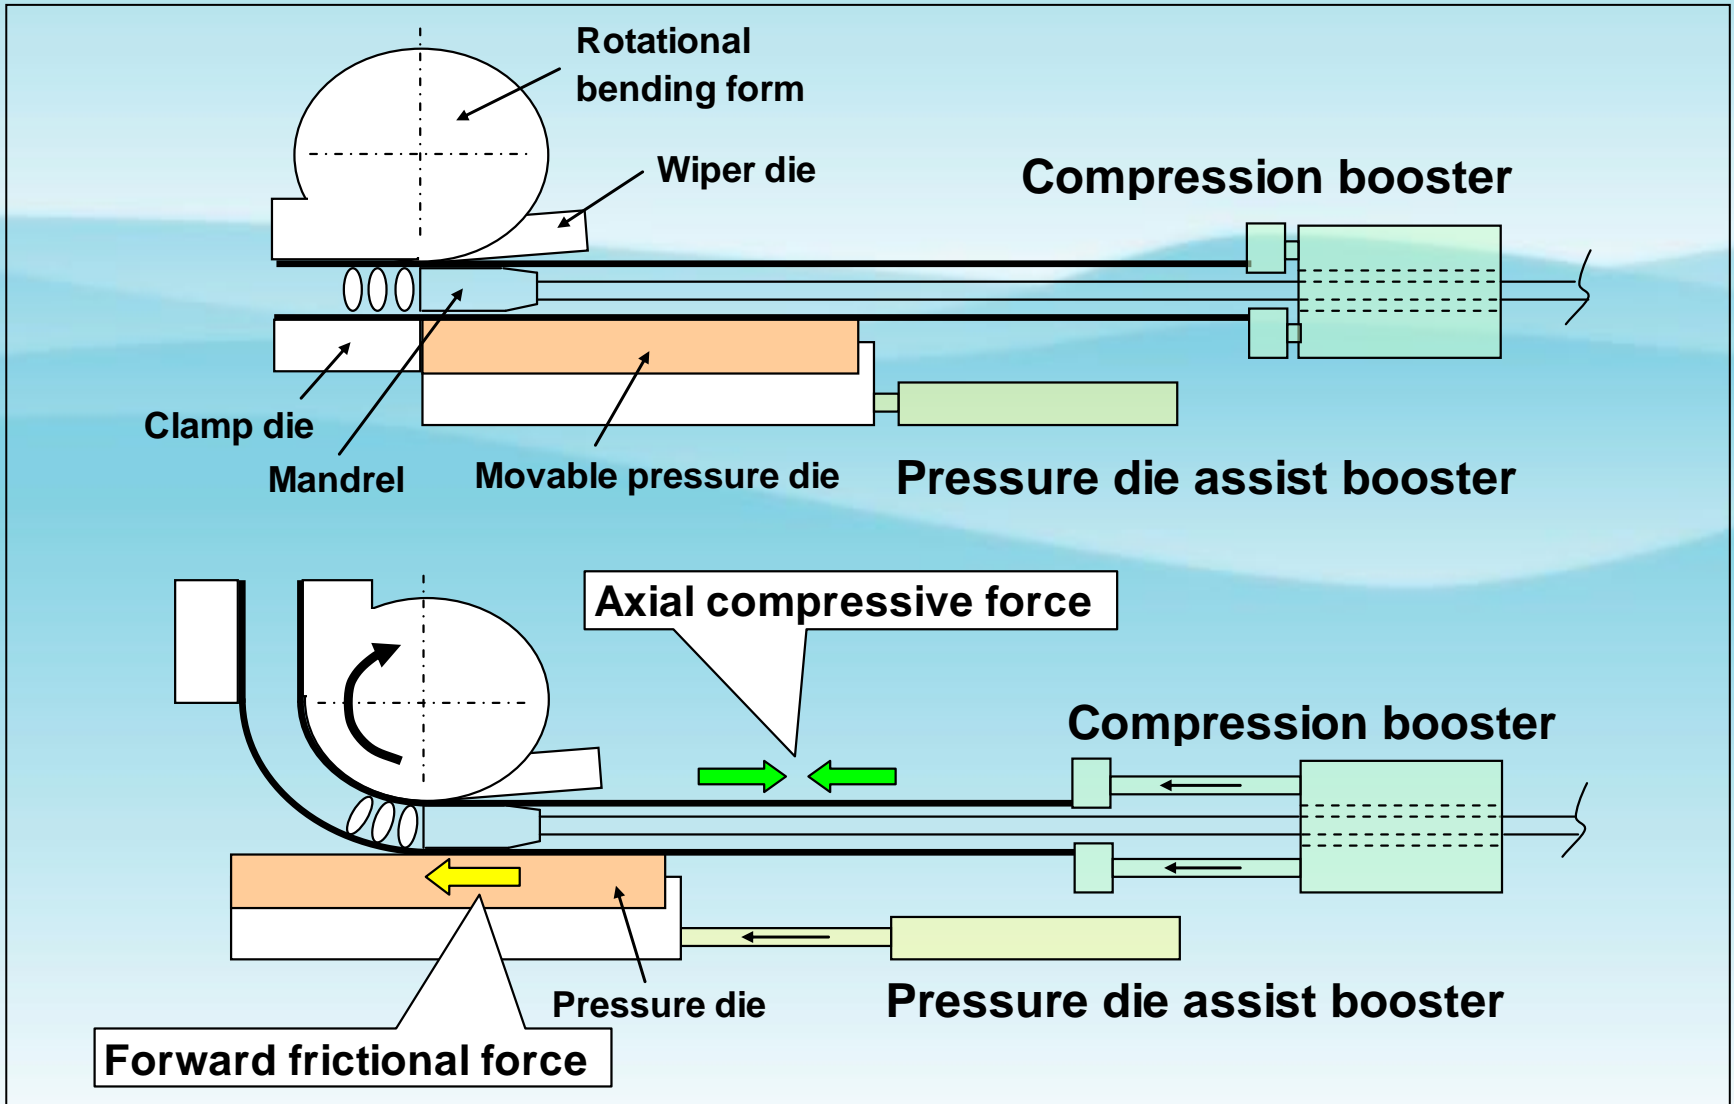 Rotational
bending form
Wiper die
Compression booster
Clamp die
Mandrel
Movable pressure die
Pressure die assist booster
Axial compressive force
Compression booster
Pressure die
Pressure die assist booster
Forward frictional force